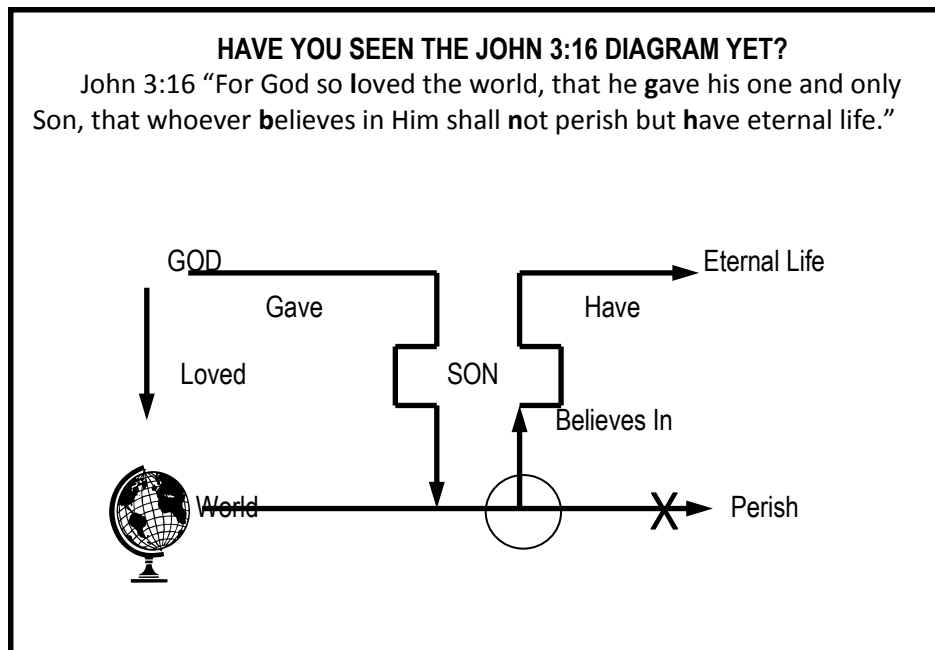 HAVE YOU SEEN THE JOHN 3:16 DIAGRAM YET?
John 3:16 “For God so loved the world, that he gave his one and only
Son, that whoever believes in Him shall not perish but have eternal life.”
GOD
Eternal Life
Gave
Have
Loved
SON
Believes In
World
X
Perish